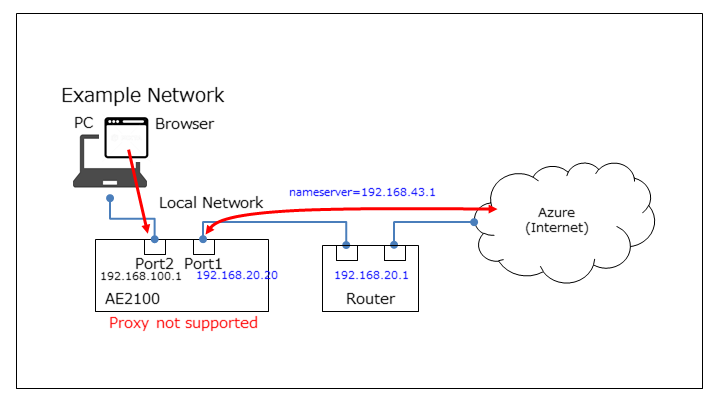 Example Network
PC
Browser
nameserver=192.168.43.1
Local Network
Azure
(Internet)
Port2
Port1
192.168.100.1
192.168.20.20
192.168.20.1
AE2100
Router
Proxy not supported